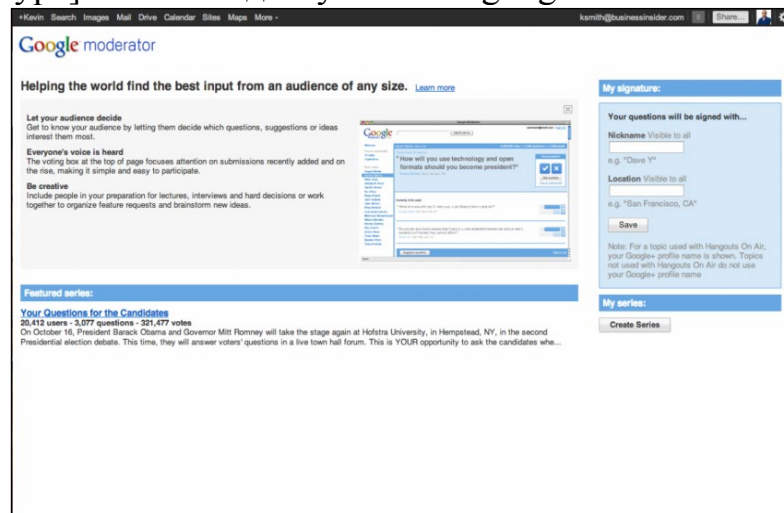 +Kevin Search Images Mail Drive Calendar Sites Maps More
ksmith@businessinsider.com Share...
Google moderator
Helping the world find the best input from an audience of any size. Learn more
Let your audience decide
Get to know your audience by letting them decide which questions, suggestions or ideas
interest them most.
Everyone's voice is heard
The voting box at the top of page focuses attention on submissions recently added and on
the rise, making it simple and easy to participate.
Be creative
Include people in your preparation for lectures, interviews and hard decisions or work
together to organize feature requests and brainstorm new ideas.
Google
"How will you use technology and open
formats should you become president?"
Featured series:
Your Questions for the Candidates
20,412 users - 3,077 questions - 321,477 votes
On October 16, President Barack Obama and Governor Mitt Romney will take the stage again at Hofstra University, in Hempstead, NY, in the second
Presidential election debate. This time, they will answer voters' questions in a live town hall forum. This is YOUR opportunity to ask the candidates whe...
My signature:
Your questions will be signed with...
Nickname Visible to all
e.g. "Dave Y"
Location Visible to all
e.g. "San Francisco, CA"
Save
Note: For a topic used with Hangouts On Air,
your Google+ profile name is shown. Topics
not used with Hangouts On Air do not use
your Google+ profile name
My series:
Create Series